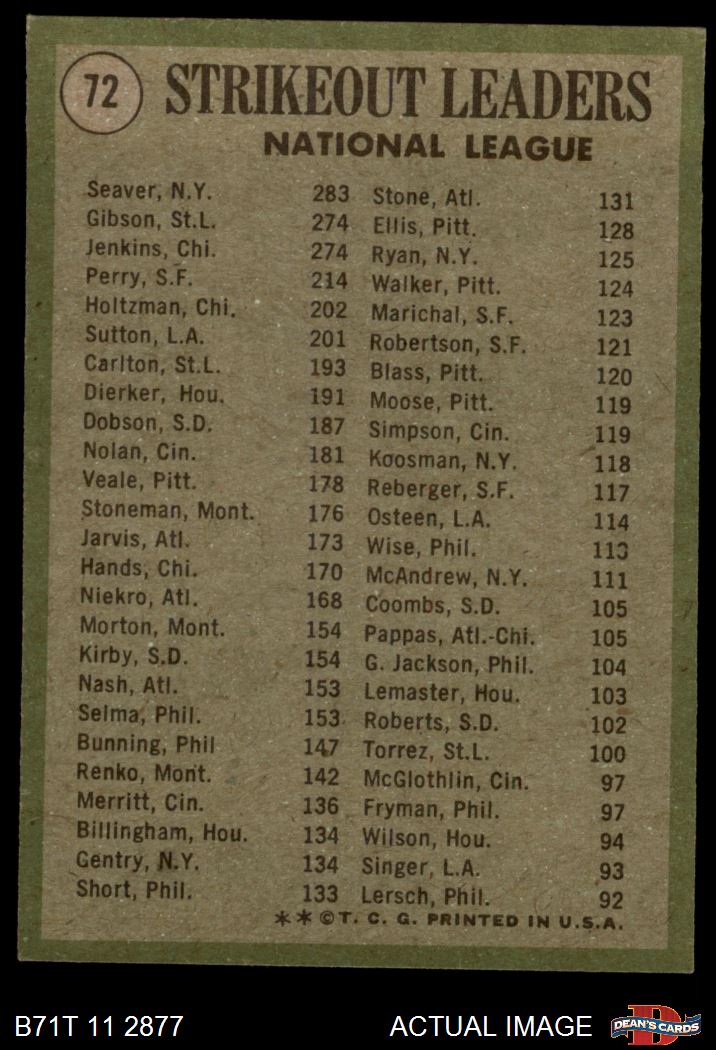 72
STRIKEOUT LEADERS
NATIONAL LEAGUE
Seaver, N.Y. 283
Gibson, St.L. 274
Jenkins, Chi. 274
Perry, S.F. 214
Holtzman, Chi. 202
Sutton, L.A. 201
Carlton, St.L. 193
Dierker, Hou. 191
Dobson, S.D. 187
Nolan, Cin. 181
Veale, Pitt. 178
Stoneman, Mont. 176
Jarvis, Atl. 173
Hands, Chi. 170
Niekro, Atl. 168
Morton, Mont. 154
Kirby, S.D. 154
Nash, Atl. 153
Selma, Phil. 153
Bunning, Phil 147
Renko, Mont. 142
Merritt, Cin. 136
Billingham, Hou. 134
Gentry, N.Y. 134
Short, Phil. 133
Stone, Atl. 131
Ellis, Pitt. 128
Ryan, N.Y. 125
Walker, Pitt. 124
Marichal, S.F. 123
Robertson, S.F. 121
Blass, Pitt. 120
Moose, Pitt. 119
Simpson, Cin. 119
Koosman, N.Y. 118
Reberger, S.F. 117
Osteen, L.A. 114
Wise, Phil. 113
McAndrew, N.Y. 111
Coombs, S.D. 105
Pappas, Atl.-Chi. 105
G. Jackson, Phil. 104
Lemaster, Hou. 103
Roberts, S.D. 102
Torrez, St.L. 100
McGlothlin, Cin. 97
Fryman, Phil. 97
Wilson, Hou. 94
Singer, L.A. 93
Lersch, Phil. 92
**©T. C. G. PRINTED IN U.S.A.
B71T 11 2877
ACTUAL IMAGE
D
DEAN'S CARDS